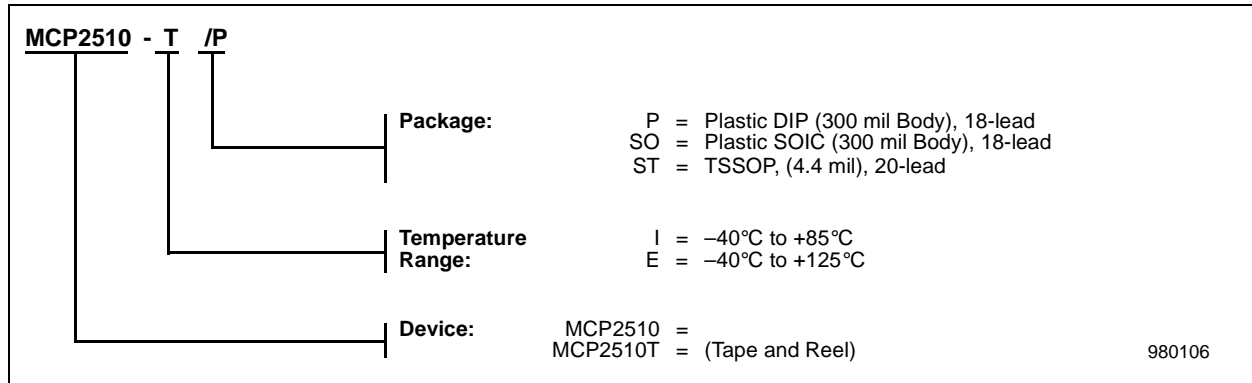 MCP2510 - T /P
Package: P = Plastic DIP (300 mil Body), 18-lead
SO = Plastic SOIC (300 mil Body), 18-lead
ST = TSSOP, (4.4 mil), 20-lead
Temperature I = –40°C to +85°C
Range: E = –40°C to +125°C
Device: MCP2510 =
MCP2510T = (Tape and Reel)
980106